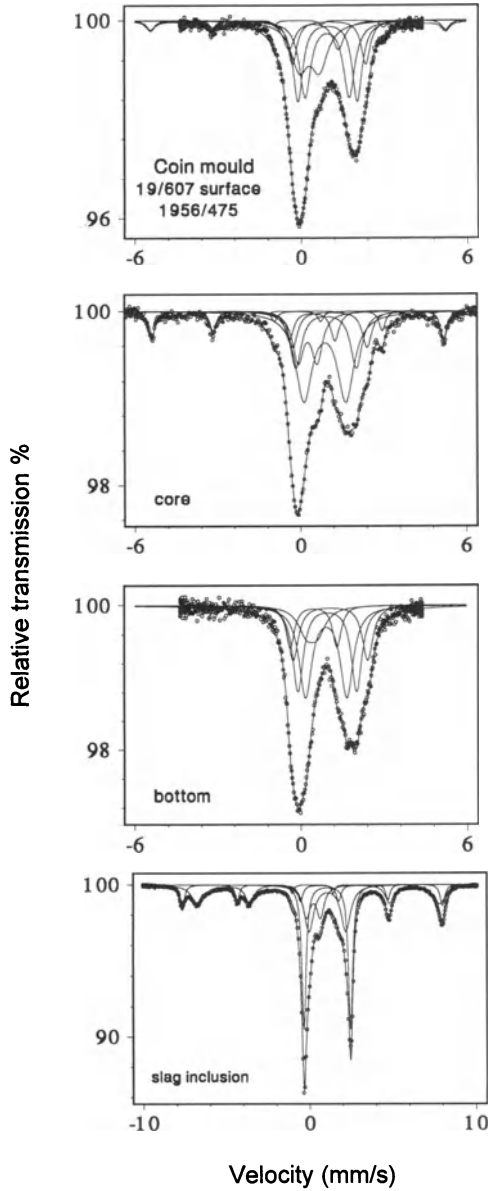 100
Coin mould
19/607 surface
1956/475
96
-6 0 6
100
98
core
-6 0 6
Relative transmission %
100
98
bottom
-6 0 6
100
90
slag inclusion
-10 0 10
Velocity (mm/s)